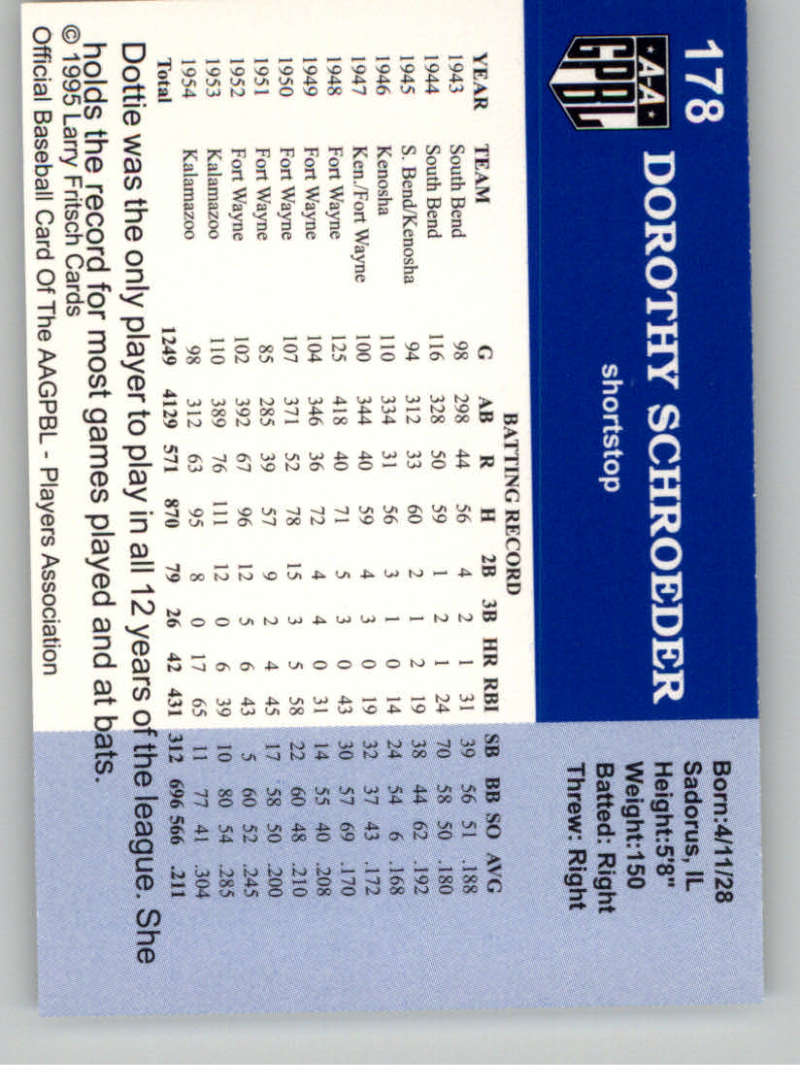 178 DOROTHY SCHROEDER
A-A
GPBL
shortstop
Born:4/11/28
Sadorus, IL
Height:5'8"
Weight:150
Batted: Right
Threw: Right
BATTING RECORD
YEAR TEAM G AB R H 2B 3B HR RBI SB BB SO AVG
1943 South Bend 98 298 44 56 4 2 1 31 39 56 51 .188
1944 South Bend 116 328 50 59 1 2 1 24 70 58 50 .180
1945 S. Bend/Kenosha 94 312 33 60 2 1 2 19 38 44 62 .192
1946 Kenosha 110 334 31 56 3 1 0 14 24 54 6 .168
1947 Ken./Fort Wayne 100 344 40 59 4 3 0 19 32 37 43 .172
1948 Fort Wayne 125 418 40 71 5 3 0 43 30 57 69 .170
1949 Fort Wayne 104 346 36 72 4 4 0 31 14 55 40 .208
1950 Fort Wayne 107 371 52 78 15 3 5 58 22 60 48 .210
1951 Fort Wayne 85 285 39 57 9 2 4 45 17 58 50 .200
1952 Fort Wayne 102 392 67 96 12 5 6 43 5 60 52 .245
1953 Kalamazoo 110 389 76 111 12 0 6 39 10 80 54 .285
1954 Kalamazoo 98 312 63 95 8 0 17 65 11 77 41 .304
Total 1249 4129 571 870 79 26 42 431 312 696 566 .211
Dottie was the only player to play in all 12 years of the league. She
holds the record for most games played and at bats.
© 1995 Larry Fritsch Cards
Official Baseball Card Of The AAGPBL - Players Association